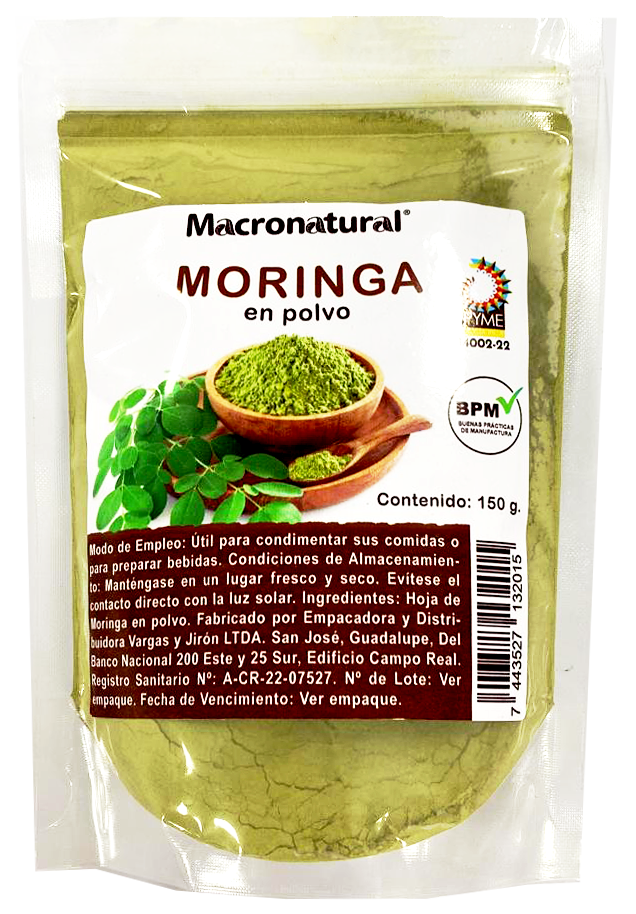 Macronatural®
MORINGA
en polvo
PYME
002-22
BPM
BUENAS PRÁCTICAS
DE MANUFACTURA
Contenido: 150 g.
Modo de Empleo: Útil para condimentar sus comidas o
para preparar bebidas. Condiciones de Almacenamien-
to: Manténgase en un lugar fresco y seco. Evítese el
contacto directo con la luz solar. Ingredientes: Hoja de
Moringa en polvo. Fabricado por Empacadora y Distri-
buidora Vargas y Jirón LTDA. San José, Guadalupe, Del
Banco Nacional 200 Este y 25 Sur, Edificio Campo Real.
Registro Sanitario Nº: A-CR-22-07527. Nº de Lote: Ver
empaque. Fecha de Vencimiento: Ver empaque.
7 443527 132015